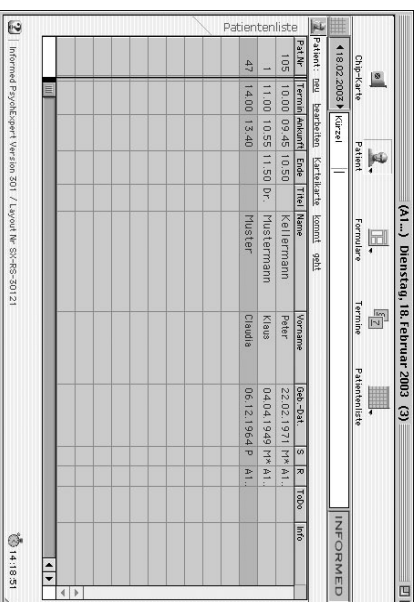 (A1...) Dienstag, 18. Februar 2003 (3)
Chip-Karte Patient Formulare Termine Patientenliste
18.02.2003 Kürzel INFORMED
Patient: neu bearbeiten Karteikarte kommt geht
Patientenliste
Pat.Nr Termin Ankunft Ende Titel Name Vorname Geb.-Dat. S R ToDo Info
105 10.00 09.45 10.50 Kellermann Peter 22.02.1971 M* A1..
1 11.00 10.55 11.50 Dr. Mustermann Klaus 04.04.1949 M* A1..
47 14.00 13.40 Muster Claudia 06.12.1964 P A1..
Informed PsychExpert Version 301 / Layout Nr SX-RS-30121 14:18:51